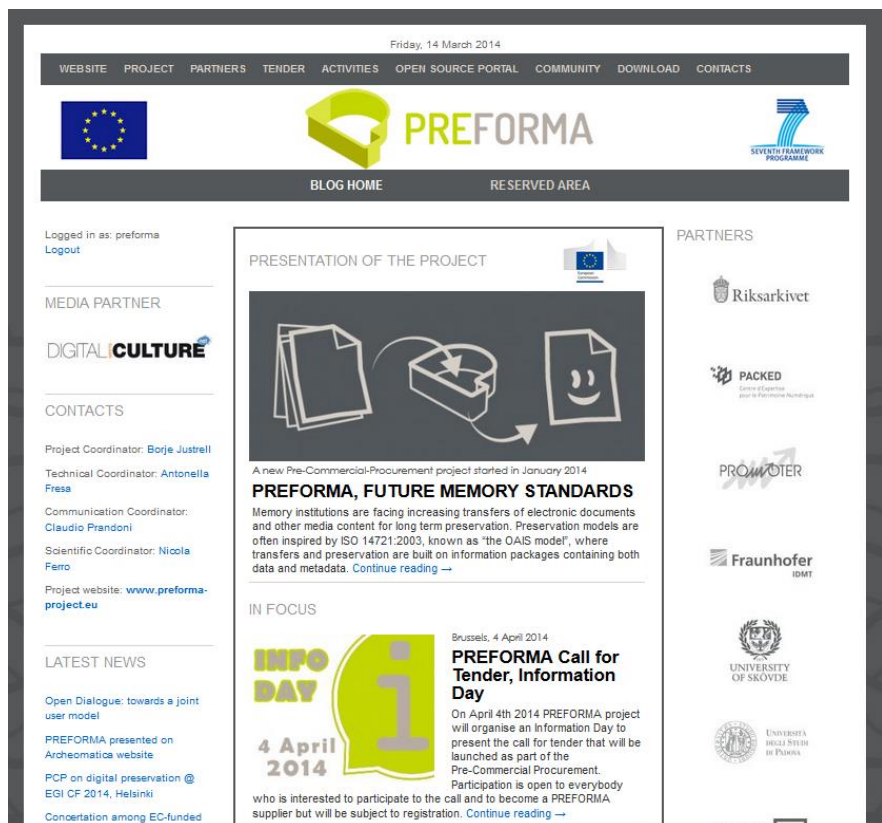 Friday, 14 March 2014
WEBSITE PROJECT PARTNERS TENDER ACTIVITIES OPEN SOURCE PORTAL COMMUNITY DOWNLOAD CONTACTS
PREFORMA
SEVENTH FRAMEWORK
PROGRAMME
BLOG HOME RESERVED AREA
Logged in as: preforma
Logout
MEDIA PARTNER
DIGITAL CULTURE
CONTACTS
Project Coordinator: Borje Justrell
Technical Coordinator: Antonella
Fresa
Communication Coordinator:
Claudio Prandoni
Scientific Coordinator: Nicola
Ferro
Project website: www.preforma-
project.eu
LATEST NEWS
Open Dialogue: towards a joint
user model
PREFORMA presented on
Archeomatica website
PCP on digital preservation @
EGI CF 2014, Helsinki
Concertation among EC-funded
PRESENTATION OF THE PROJECT
European
Commission
A new Pre-Commercial-Procurement project started in January 2014
PREFORMA, FUTURE MEMORY STANDARDS
Memory institutions are facing increasing transfers of electronic documents
and other media content for long term preservation. Preservation models are
often inspired by ISO 14721:2003, known as “the OAIS model”, where
transfers and preservation are built on information packages containing both
data and metadata. Continue reading →
IN FOCUS
INFO
DAY
i
4 April
2014
Brussels, 4 April 2014
PREFORMA Call for
Tender, Information
Day
On April 4th 2014 PREFORMA project
will organise an Information Day to
present the call for tender that will be
launched as part of the
Pre-Commercial Procurement.
Participation is open to everybody
who is interested to participate to the call and to become a PREFORMA
supplier but will be subject to registration. Continue reading →
PARTNERS
Riksarkivet
PACKED
Centre d'Expertise
pour le Patrimoine Numérique
PROMOTER
Fraunhofer
IDMT
UNIVERSITY
OF SKÖVDE
UNIVERSITÀ
DEGLI STUDI
DI PADOVA